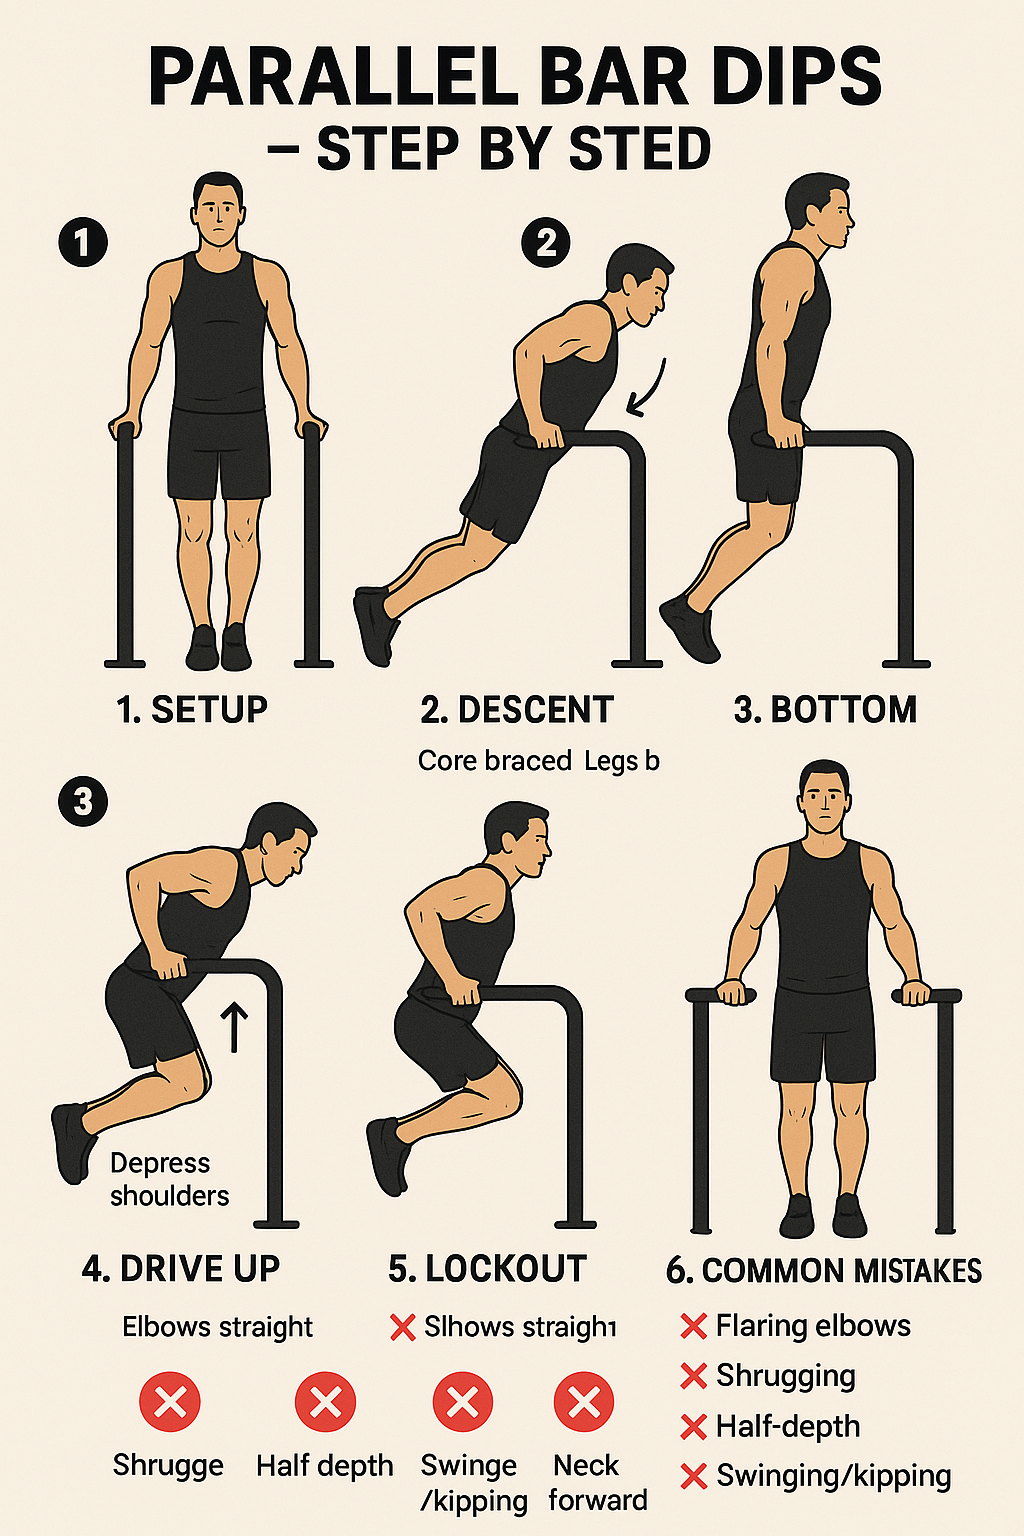 PARALLEL BAR DIPS
– STEP BY STED
1
2
1. SETUP
2. DESCENT
3. BOTTOM
Core braced Legs b
3
Depress
shoulders
4. DRIVE UP
5. LOCKOUT
6. COMMON MISTAKES
Elbows straight
Slhows straighı
Flaring elbows
Shrugging
Half-depth
Swinging/kipping
Shrugge
Half depth
Swinge
/kipping
Neck
forward